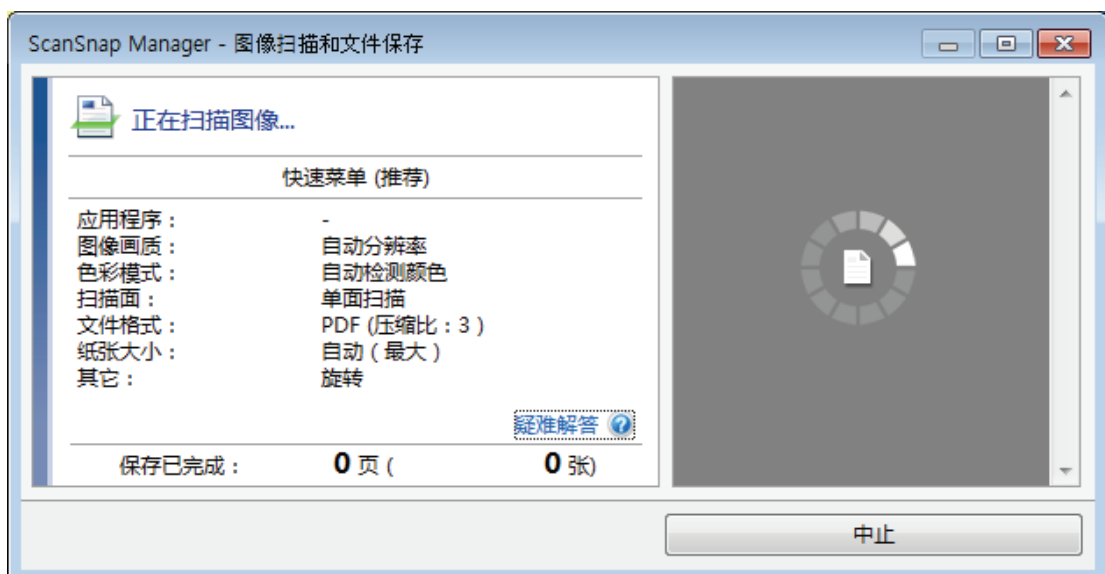 ScanSnap Manager - 图像扫描和文件保存
正在扫描图像...
快速菜单 (推荐)
应用程序： -
图像画质： 自动分辨率
色彩模式： 自动检测颜色
扫描面： 单面扫描
文件格式： PDF (压缩比：3 )
纸张大小： 自动 ( 最大 )
其它： 旋转
疑难解答 ?
保存已完成： 0 页 ( 0 张)
中止